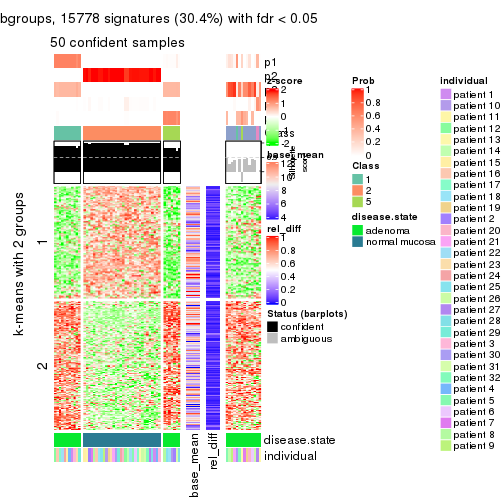 bgroups, 15778 signatures (30.4%) with fdr < 0.05
50 confident samples
p1
p2
z-score
2
1
0
-1
-2
base_mean
12
10
8
6
4
rel_diff
1
0.8
0.6
0.4
0.2
0
Status (barplots)
confident
ambiguous
Prob
1
0.8
0.6
0.4
0.2
0
Class
1
2
5
disease.state
adenoma
normal mucosa
individual
patient 1
patient 10
patient 11
patient 12
patient 13
patient 14
patient 15
patient 16
patient 17
patient 18
patient 19
patient 2
patient 20
patient 21
patient 22
patient 23
patient 24
patient 25
patient 26
patient 27
patient 28
patient 29
patient 3
patient 30
patient 31
patient 32
patient 4
patient 5
patient 6
patient 7
patient 8
patient 9
k-means with 2 groups
1
2
disease.state
individual
base_mean
rel_diff